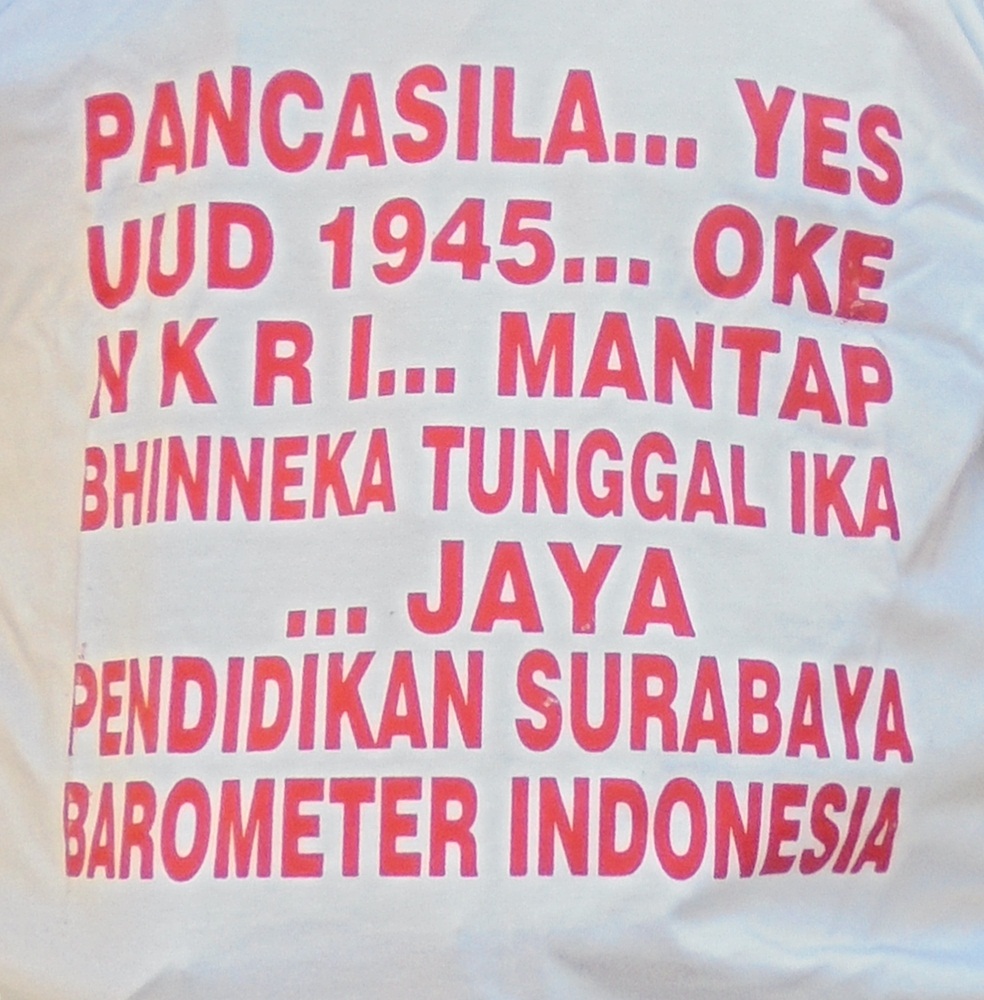 PANCASILA... YES
UUD 1945... OKE
N K R I... MANTAP
BHINNEKA TUNGGAL IKA
... JAYA
PENDIDIKAN SURABAYA
BAROMETER INDONESIA